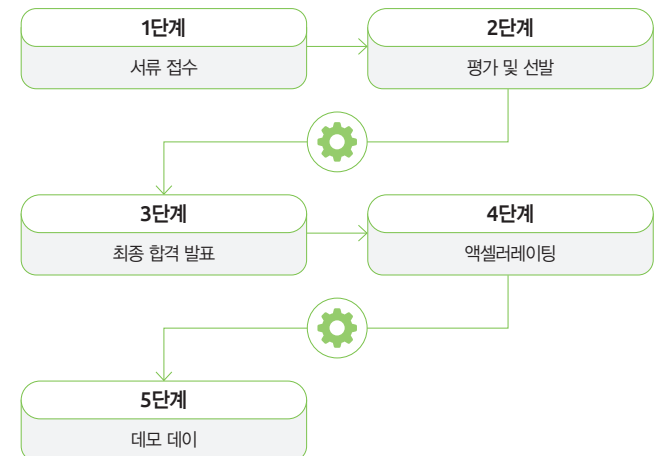 1단계
서류 접수
2단계
평가 및 선발
3단계
최종 합격 발표
4단계
액셀러레이팅
5단계
데모 데이